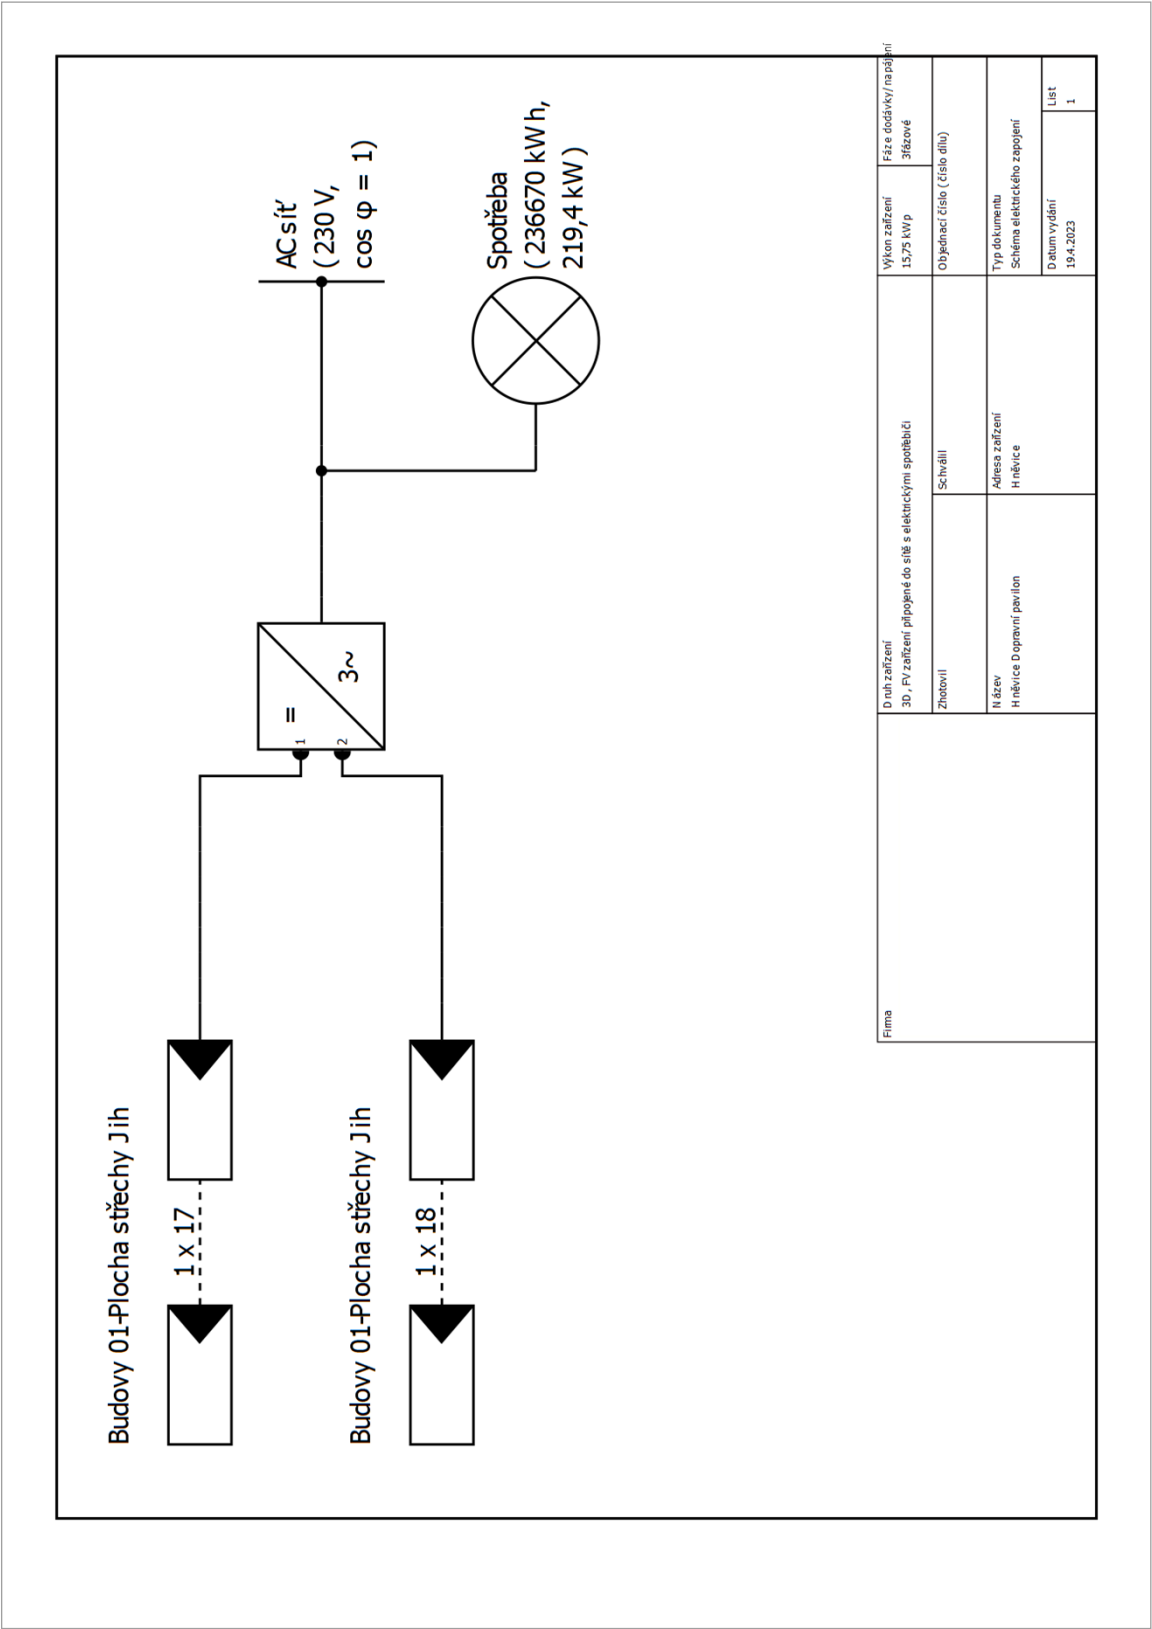 Budovy 01-Plocha střechy Jih
1 x 17
Budovy 01-Plocha střechy Jih
1 x 18
=
3~
1
2
AC síť
(230 V,
cos φ = 1)
Spotřeba
(236670 kWh,
219,4 kW)
Firma
Druh zařízení
3D, FV zařízení připojené do sítě s elektrickými spotřebiči
Výkon zařízení
15,75 kWp
Fáze dodávky/ napájení
3fázové
Zhotovil
Schválil
Objednací číslo (číslo dílu)
Název
Hněvice Dopravní pavilon
Adresa zařízení
Hněvice
Typ dokumentu
Schéma elektrického zapojení
Datum vydání
19.4.2023
List
1